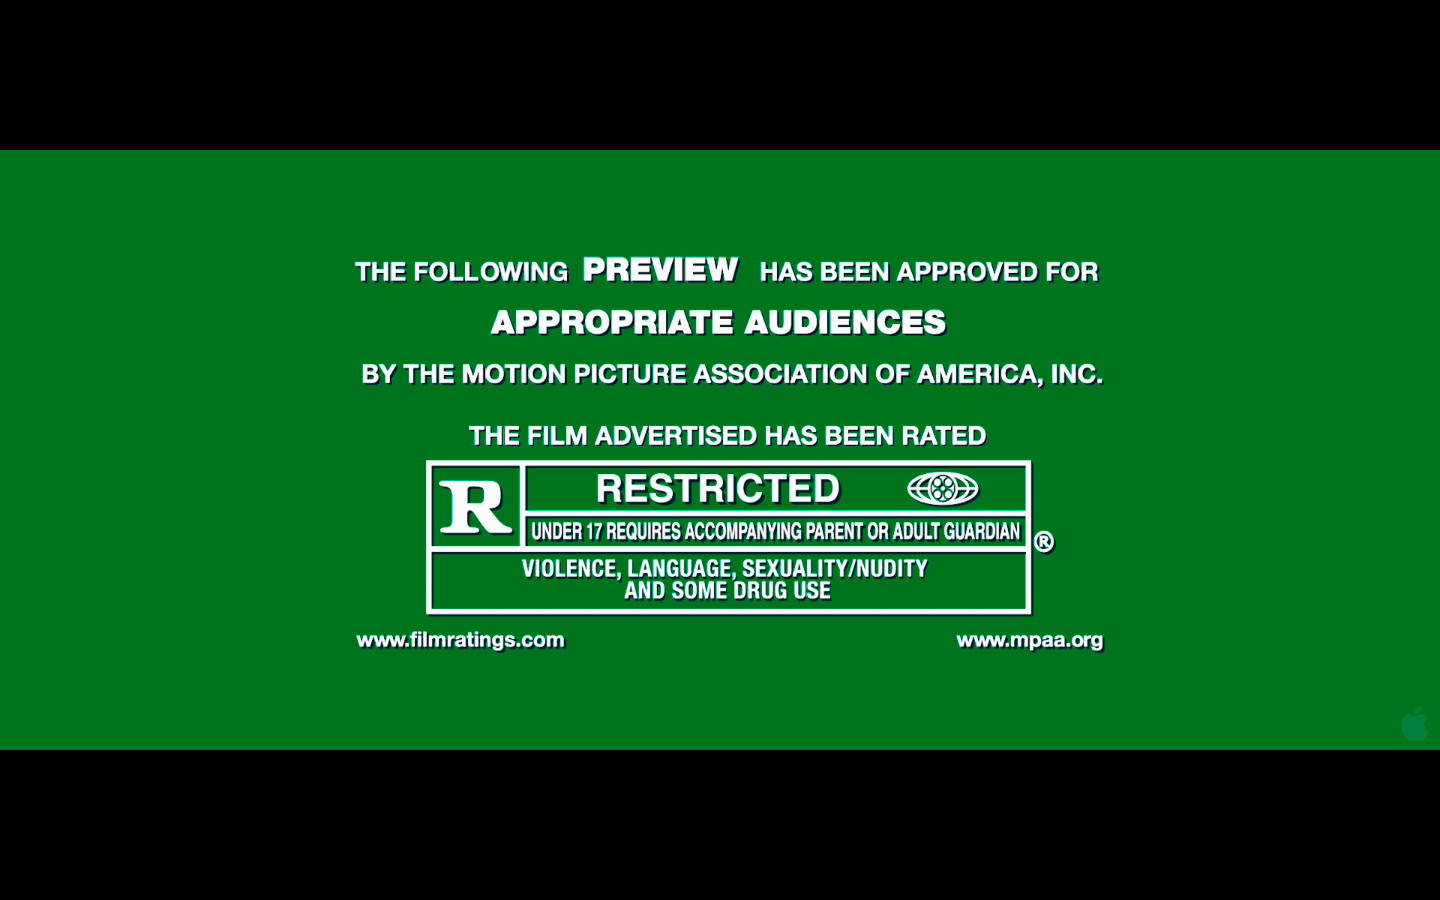 THE FOLLOWING PREVIEW HAS BEEN APPROVED FOR
APPROPRIATE AUDIENCES
BY THE MOTION PICTURE ASSOCIATION OF AMERICA, INC.
THE FILM ADVERTISED HAS BEEN RATED
R
RESTRICTED
UNDER 17 REQUIRES ACCOMPANYING PARENT OR ADULT GUARDIAN
®
VIOLENCE, LANGUAGE, SEXUALITY/NUDITY
AND SOME DRUG USE
www.filmratings.com
www.mpaa.org